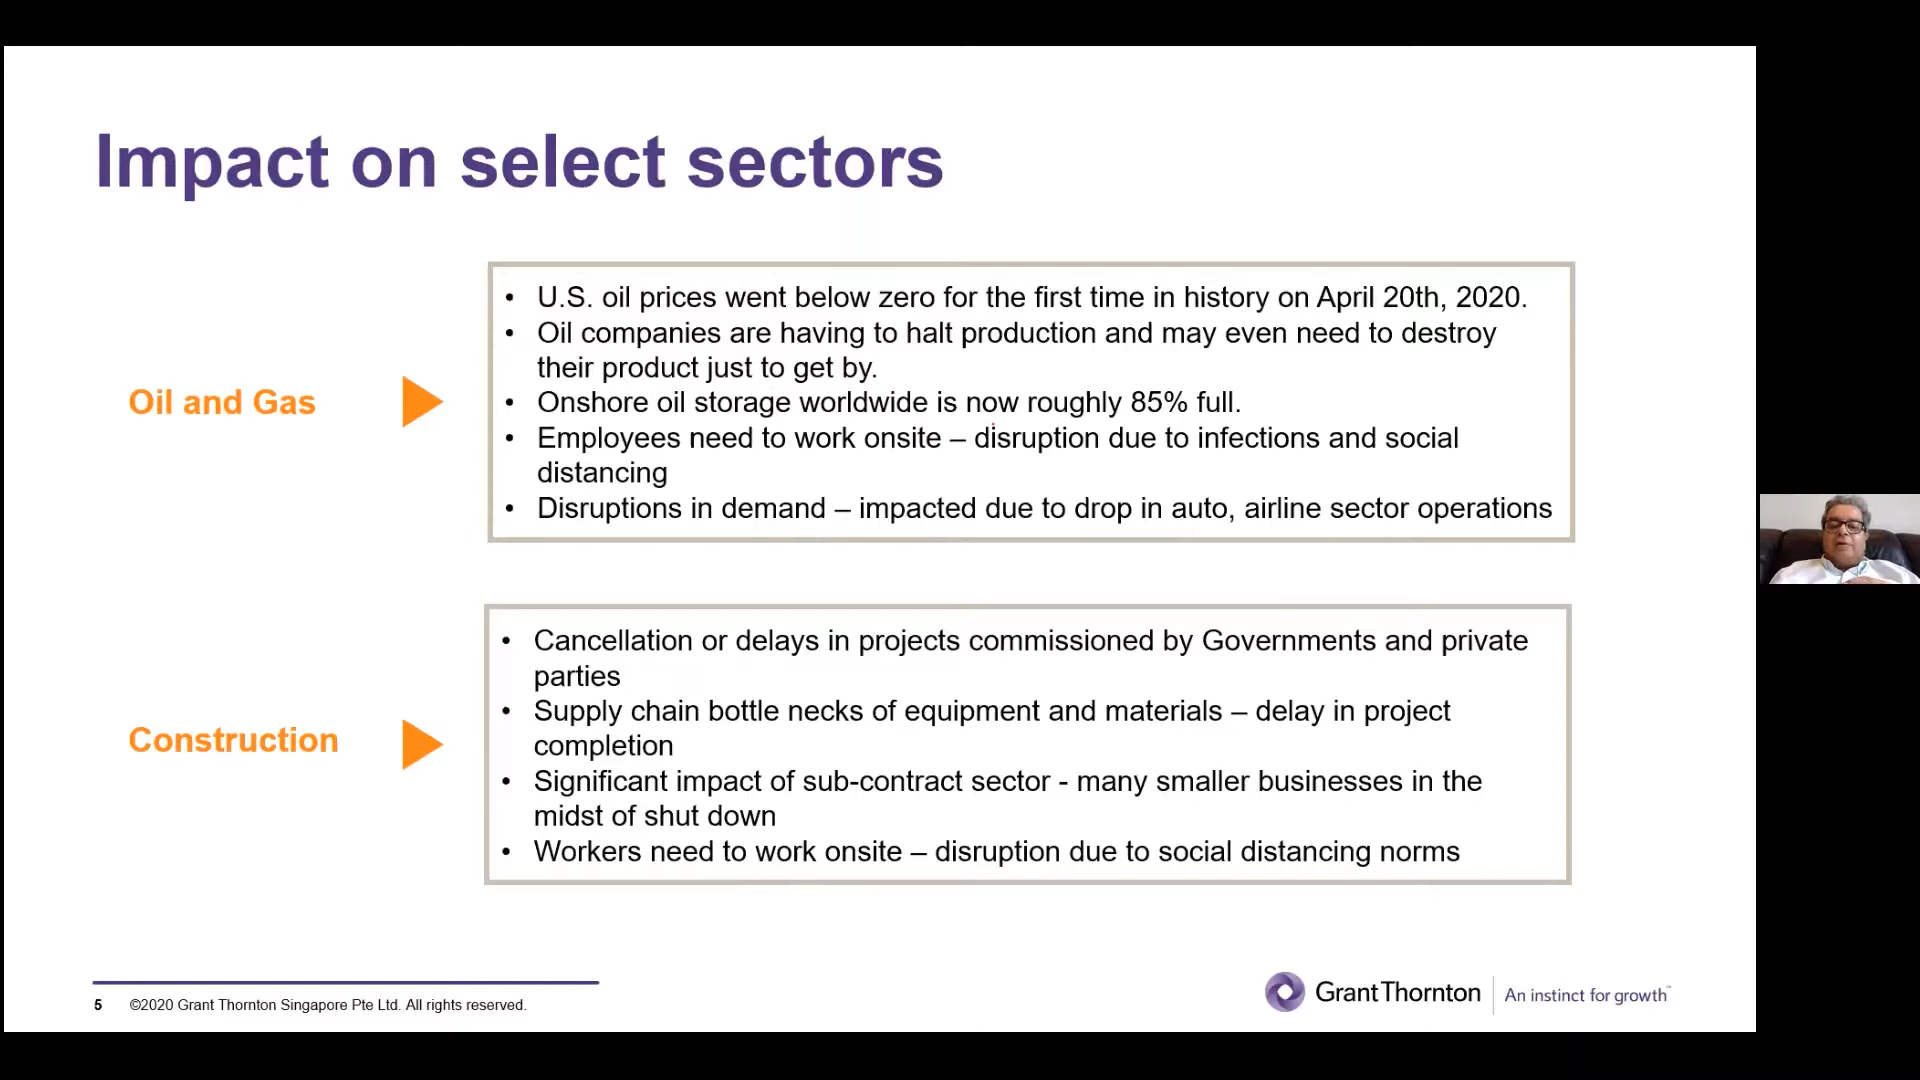 Impact on select sectors
Oil and Gas
• U.S. oil prices went below zero for the first time in history on April 20th, 2020.
• Oil companies are having to halt production and may even need to destroy
their product just to get by.
• Onshore oil storage worldwide is now roughly 85% full.
• Employees need to work onsite – disruption due to infections and social
distancing
• Disruptions in demand – impacted due to drop in auto, airline sector operations
Construction
• Cancellation or delays in projects commissioned by Governments and private
parties
• Supply chain bottle necks of equipment and materials – delay in project
completion
• Significant impact of sub-contract sector - many smaller businesses in the
midst of shut down
• Workers need to work onsite – disruption due to social distancing norms
5 ©2020 Grant Thornton Singapore Pte Ltd. All rights reserved.
Grant Thornton An instinct for growth™